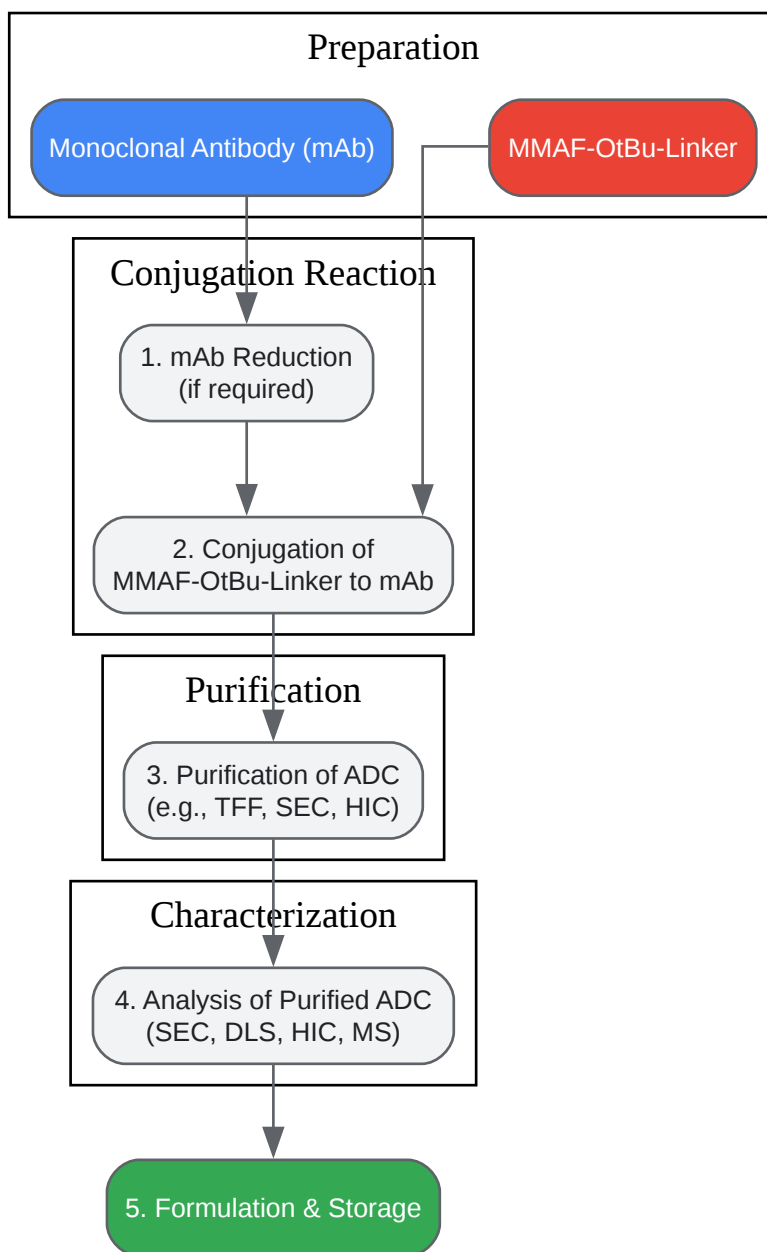 Preparation
Monoclonal Antibody (mAb)
MMAF-OtBu-Linker
Conjugation Reaction
1. mAb Reduction
(if required)
2. Conjugation of
MMAF-OtBu-Linker to mAb
Purification
3. Purification of ADC
(e.g., TFF, SEC, HIC)
Characterization
4. Analysis of Purified ADC
(SEC, DLS, HIC, MS)
5. Formulation & Storage